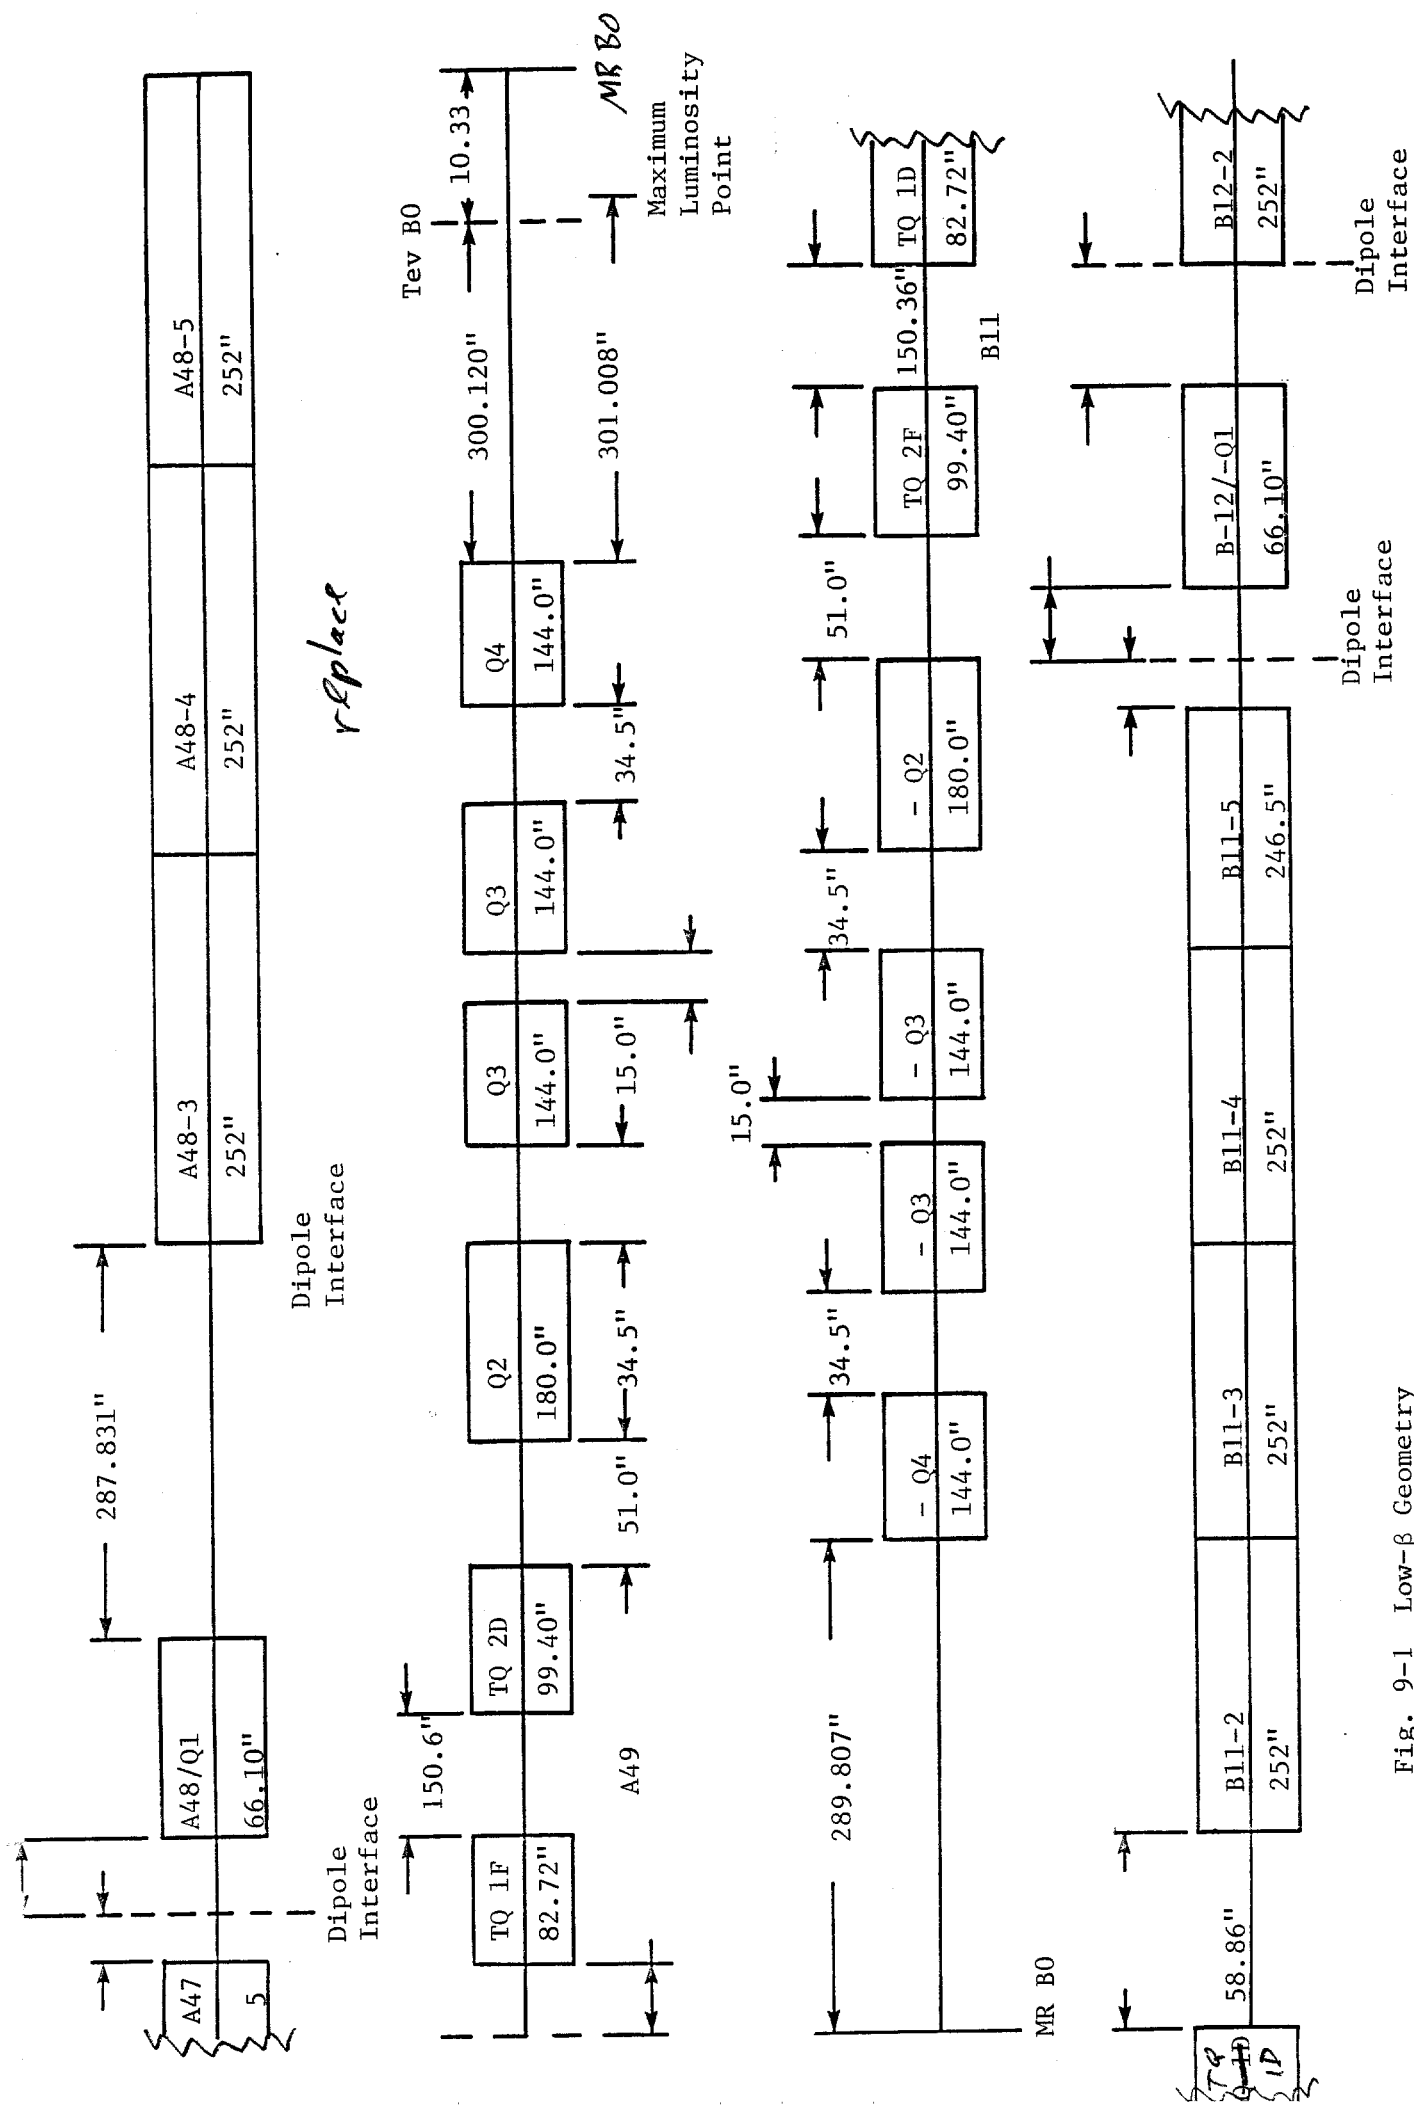 A47
5
A48/Q1
66.10"
287.831"
A48-3
252"
A48-4
252"
A48-5
252"
Dipole
Interface
Dipole
Interface
replace
TQ 1F
82.72"
150.6"
A49
TQ 2D
99.40"
51.0"
Q2
180.0"
34.5"
Q3
144.0"
15.0"
Q3
144.0"
34.5"
Q4
144.0"
300.120"
301.008"
Tev B0
10.33
MR B0
Maximum
Luminosity
Point
MR B0
289.807"
- Q4
144.0"
34.5"
- Q3
144.0"
15.0"
- Q3
144.0"
34.5"
- Q2
180.0"
51.0"
TQ 2F
99.40"
150.36"
B11
TQ 1D
82.72"
TQ
1D
58.86"
B11-2
252"
B11-3
252"
B11-4
252"
B11-5
246.5"
Dipole
Interface
B-12/-Q1
66.10"
B12-2
252"
Dipole
Interface
Fig. 9-1 Low-β Geometry